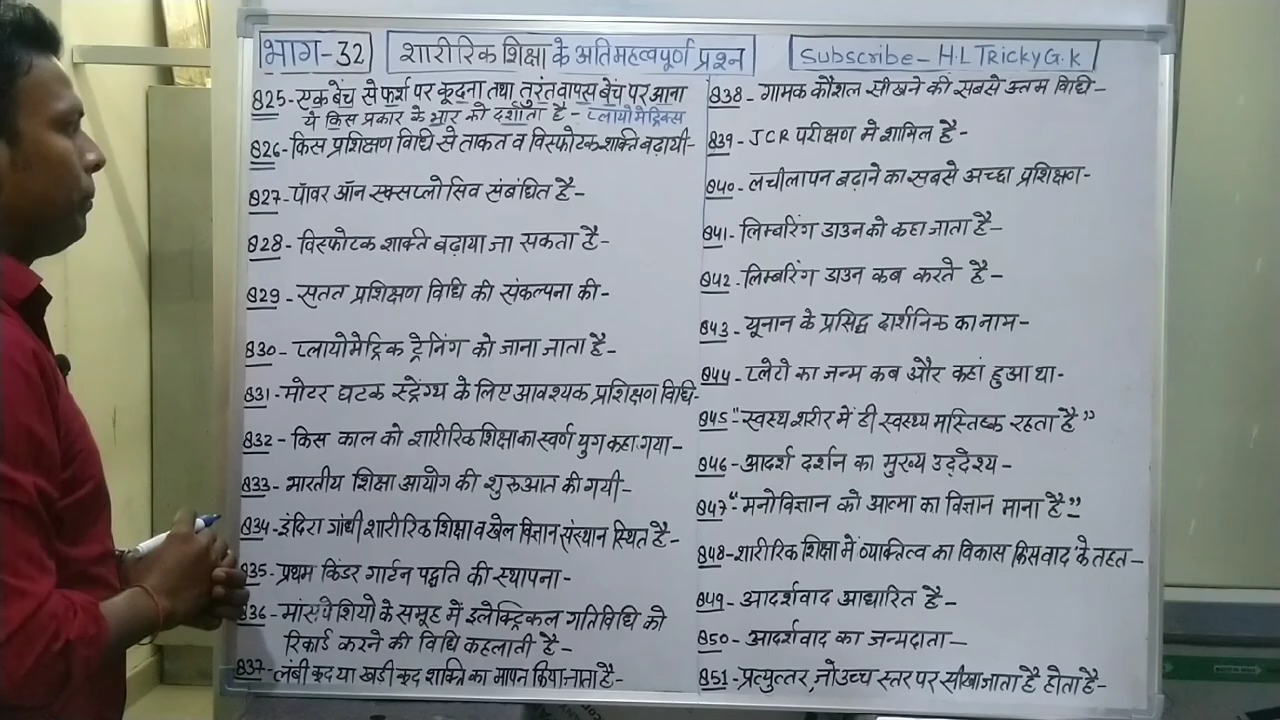 भाग-32
शारीरिक शिक्षा के अतिमहत्वपूर्ण प्रश्न
Subscribe- H.L TRickyG.k
825- एक बेंच से फर्श पर कूदना तथा तुरंत वापस बेंच पर आना
ये किस प्रकार के भार को दर्शाता है - प्लायोमेट्रिक्स
826- किस प्रशिक्षण विधि से ताकत व विस्फोटक शक्ति बढ़ायी-
827- पॉवर ऑन एक्सप्लोसिव संबंधित है-
828- विस्फोटक शक्ति बढ़ाया जा सकता है-
829- सतत प्रशिक्षण विधि की संकल्पना की-
830- प्लायोमेट्रिक ट्रेनिंग को जाना जाता है-
831- मोटर घटक स्ट्रेंग्थ के लिए आवश्यक प्रशिक्षण विधि-
832- किस काल को शारीरिक शिक्षा का स्वर्ण युग कहा गया-
833- भारतीय शिक्षा आयोग की शुरुआत की गयी-
834- इंदिरा गांधी शारीरिक शिक्षा व खेल विज्ञान संस्थान स्थित है-
835- प्रथम किंडर गार्टन पद्धति की स्थापना-
836- मांसपेशियो के समूह में इलेक्ट्रिकल गतिविधि को
रिकार्ड करने की विधि कहलाती है-
837- लंबी कूद या खडी कूद शक्ति का मापन किया जाता है-
838- गामक कौशल सीखने की सबसे उत्तम विधि-
839- JCR परीक्षण मे शामिल है-
840- लचीलापन बढ़ाने का सबसे अच्छा प्रशिक्षण-
841- लिम्बरिंग डाउन को कहा जाता है-
842- लिम्बरिंग डाउन कब करते है-
843- यूनान के प्रसिद्ध दार्शनिक का नाम-
844- प्लेटो का जन्म कब और कहां हुआ था-
845- "स्वस्थ शरीर में ही स्वस्थ्य मस्तिष्क रहता है"
846- आदर्श दर्शन का मुख्य उद्देश्य-
847- "मनोविज्ञान को आत्मा का विज्ञान माना है"-
848- शारीरिक शिक्षा में व्याक्तित्व का विकास किस वाद के तहत-
849- आदर्शवाद आधारित है-
850- आदर्शवाद का जन्मदाता-
851- प्रत्युत्तर, जो उच्च स्तर पर सीखा जाता है होता है-